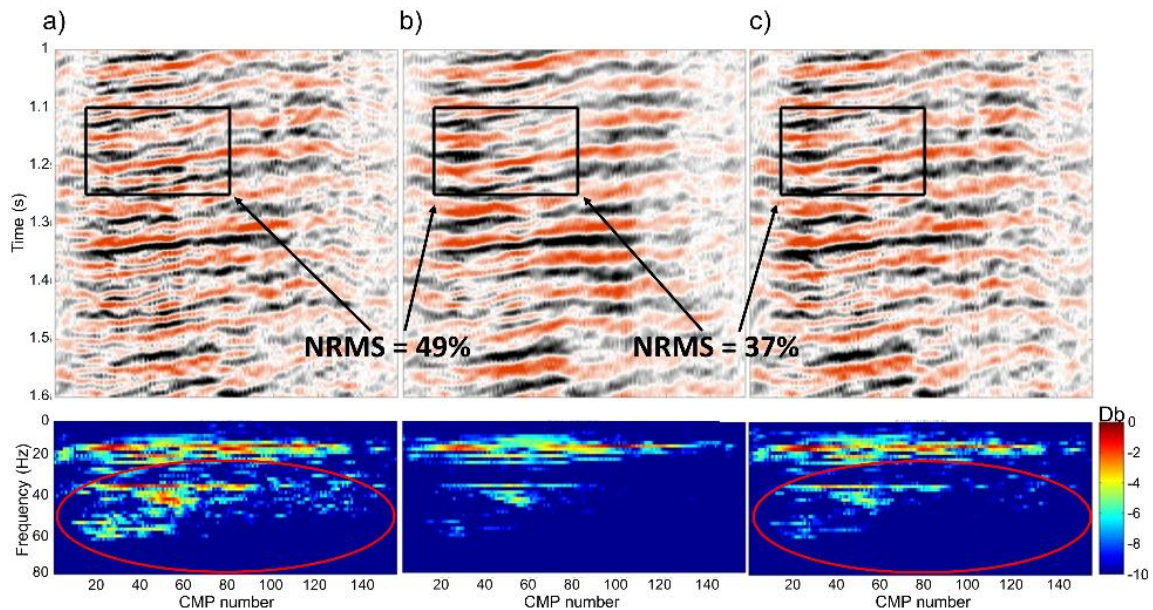 a) b) c)
1
1.1
1.2
Time (s)
1.3
1.4
1.5
NRMS = 49% NRMS = 37%
1.6
Db
0 0
20 -2
Frequency (Hz)
40 -4
-6
60 -8
80 -10
20 40 60 80 100 120 140 20 40 60 80 100 120 140 20 40 60 80 100 120 140
CMP number CMP number CMP number